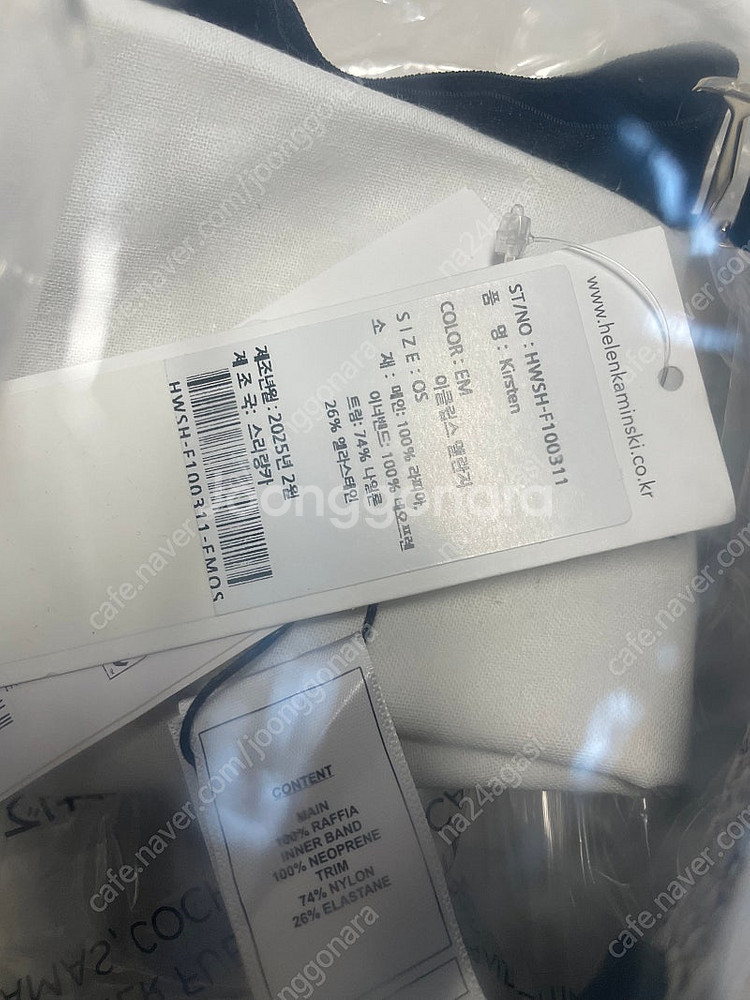 www.helenkaminski.co.kr
ST/NO : HWSH-F100311
품 명 : Kirsten
COLOR : EM
이클립스 멜란지
SIZE : OS
소 재 : 메인: 100% 라피아,
이너밴드: 100% 네오프렌
트림: 74% 나일론
26% 엘라스테인
제조년월 : 2025년 2월
제 조 국 : 스리랑카
HWSH-F100311-EMOS
CONTENT
MAIN
100% RAFFIA
INNER BAND
100% NEOPRENE
TRIM
74% NYLON
26% ELASTANE
joonggonara
cafe.naver.com/joonggonara
na24agasi